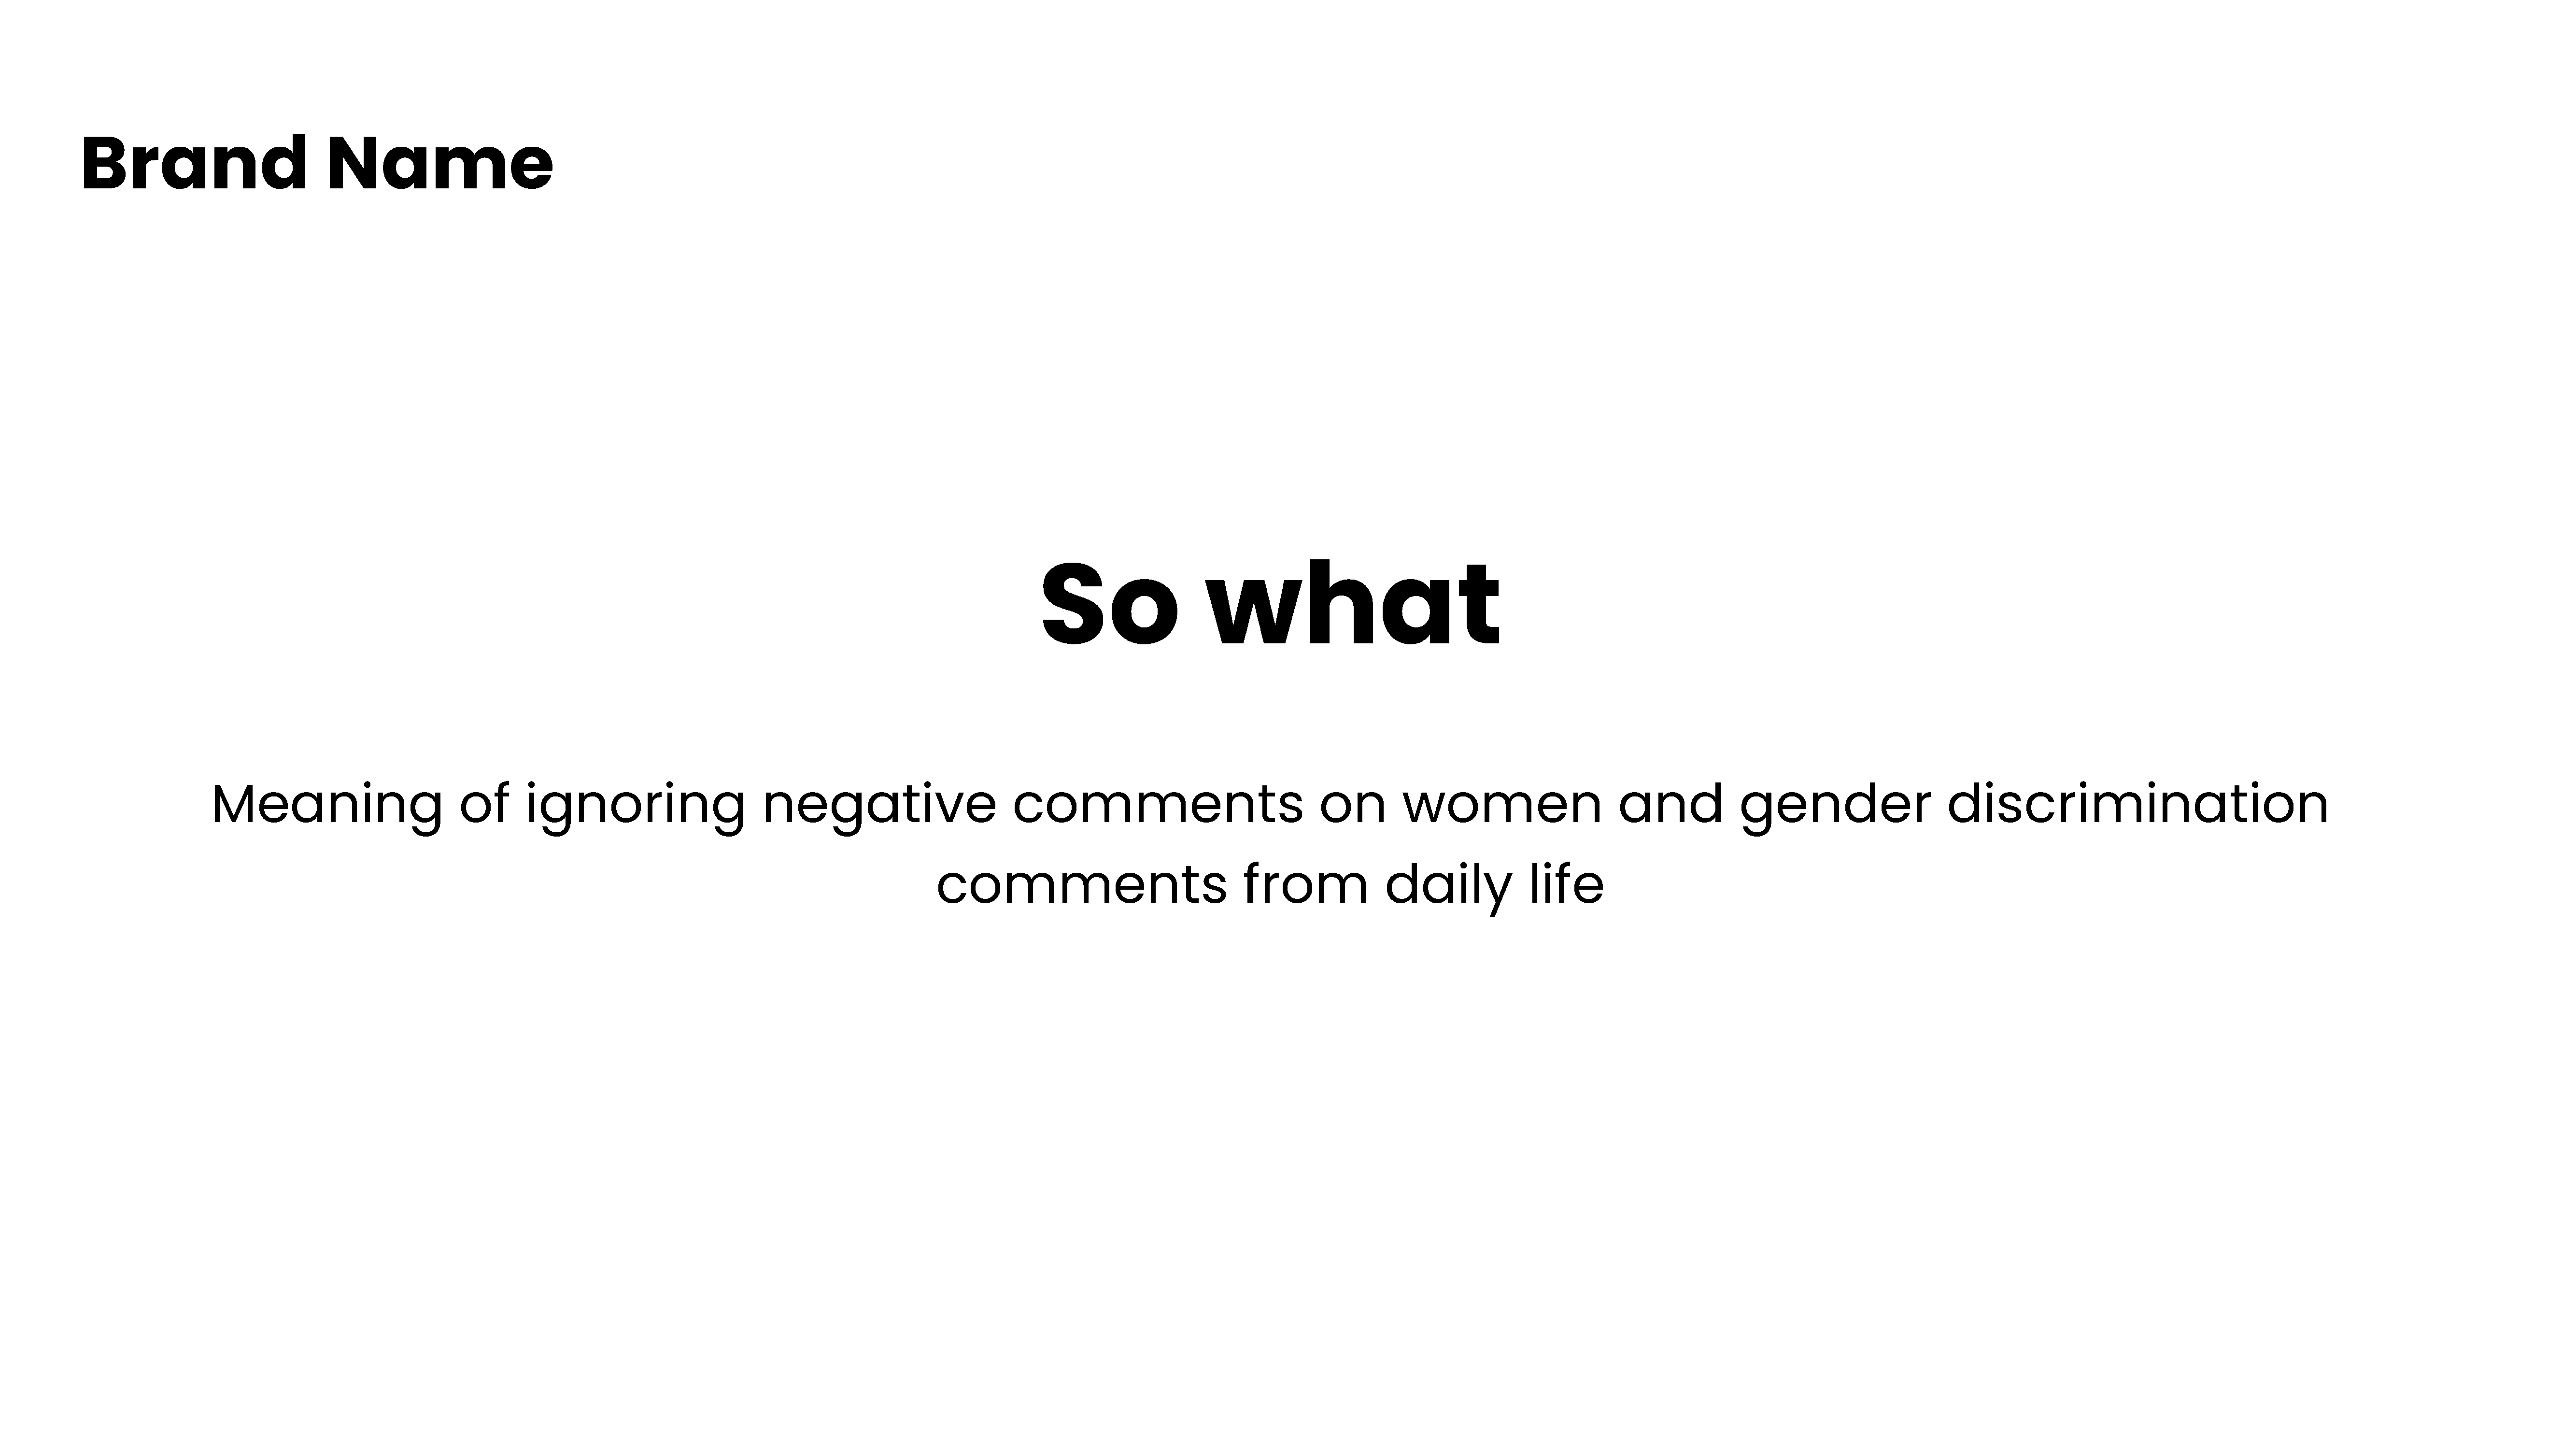 Brand Name
So what
Meaning of ignoring negative comments on women and gender discrimination
comments from daily life